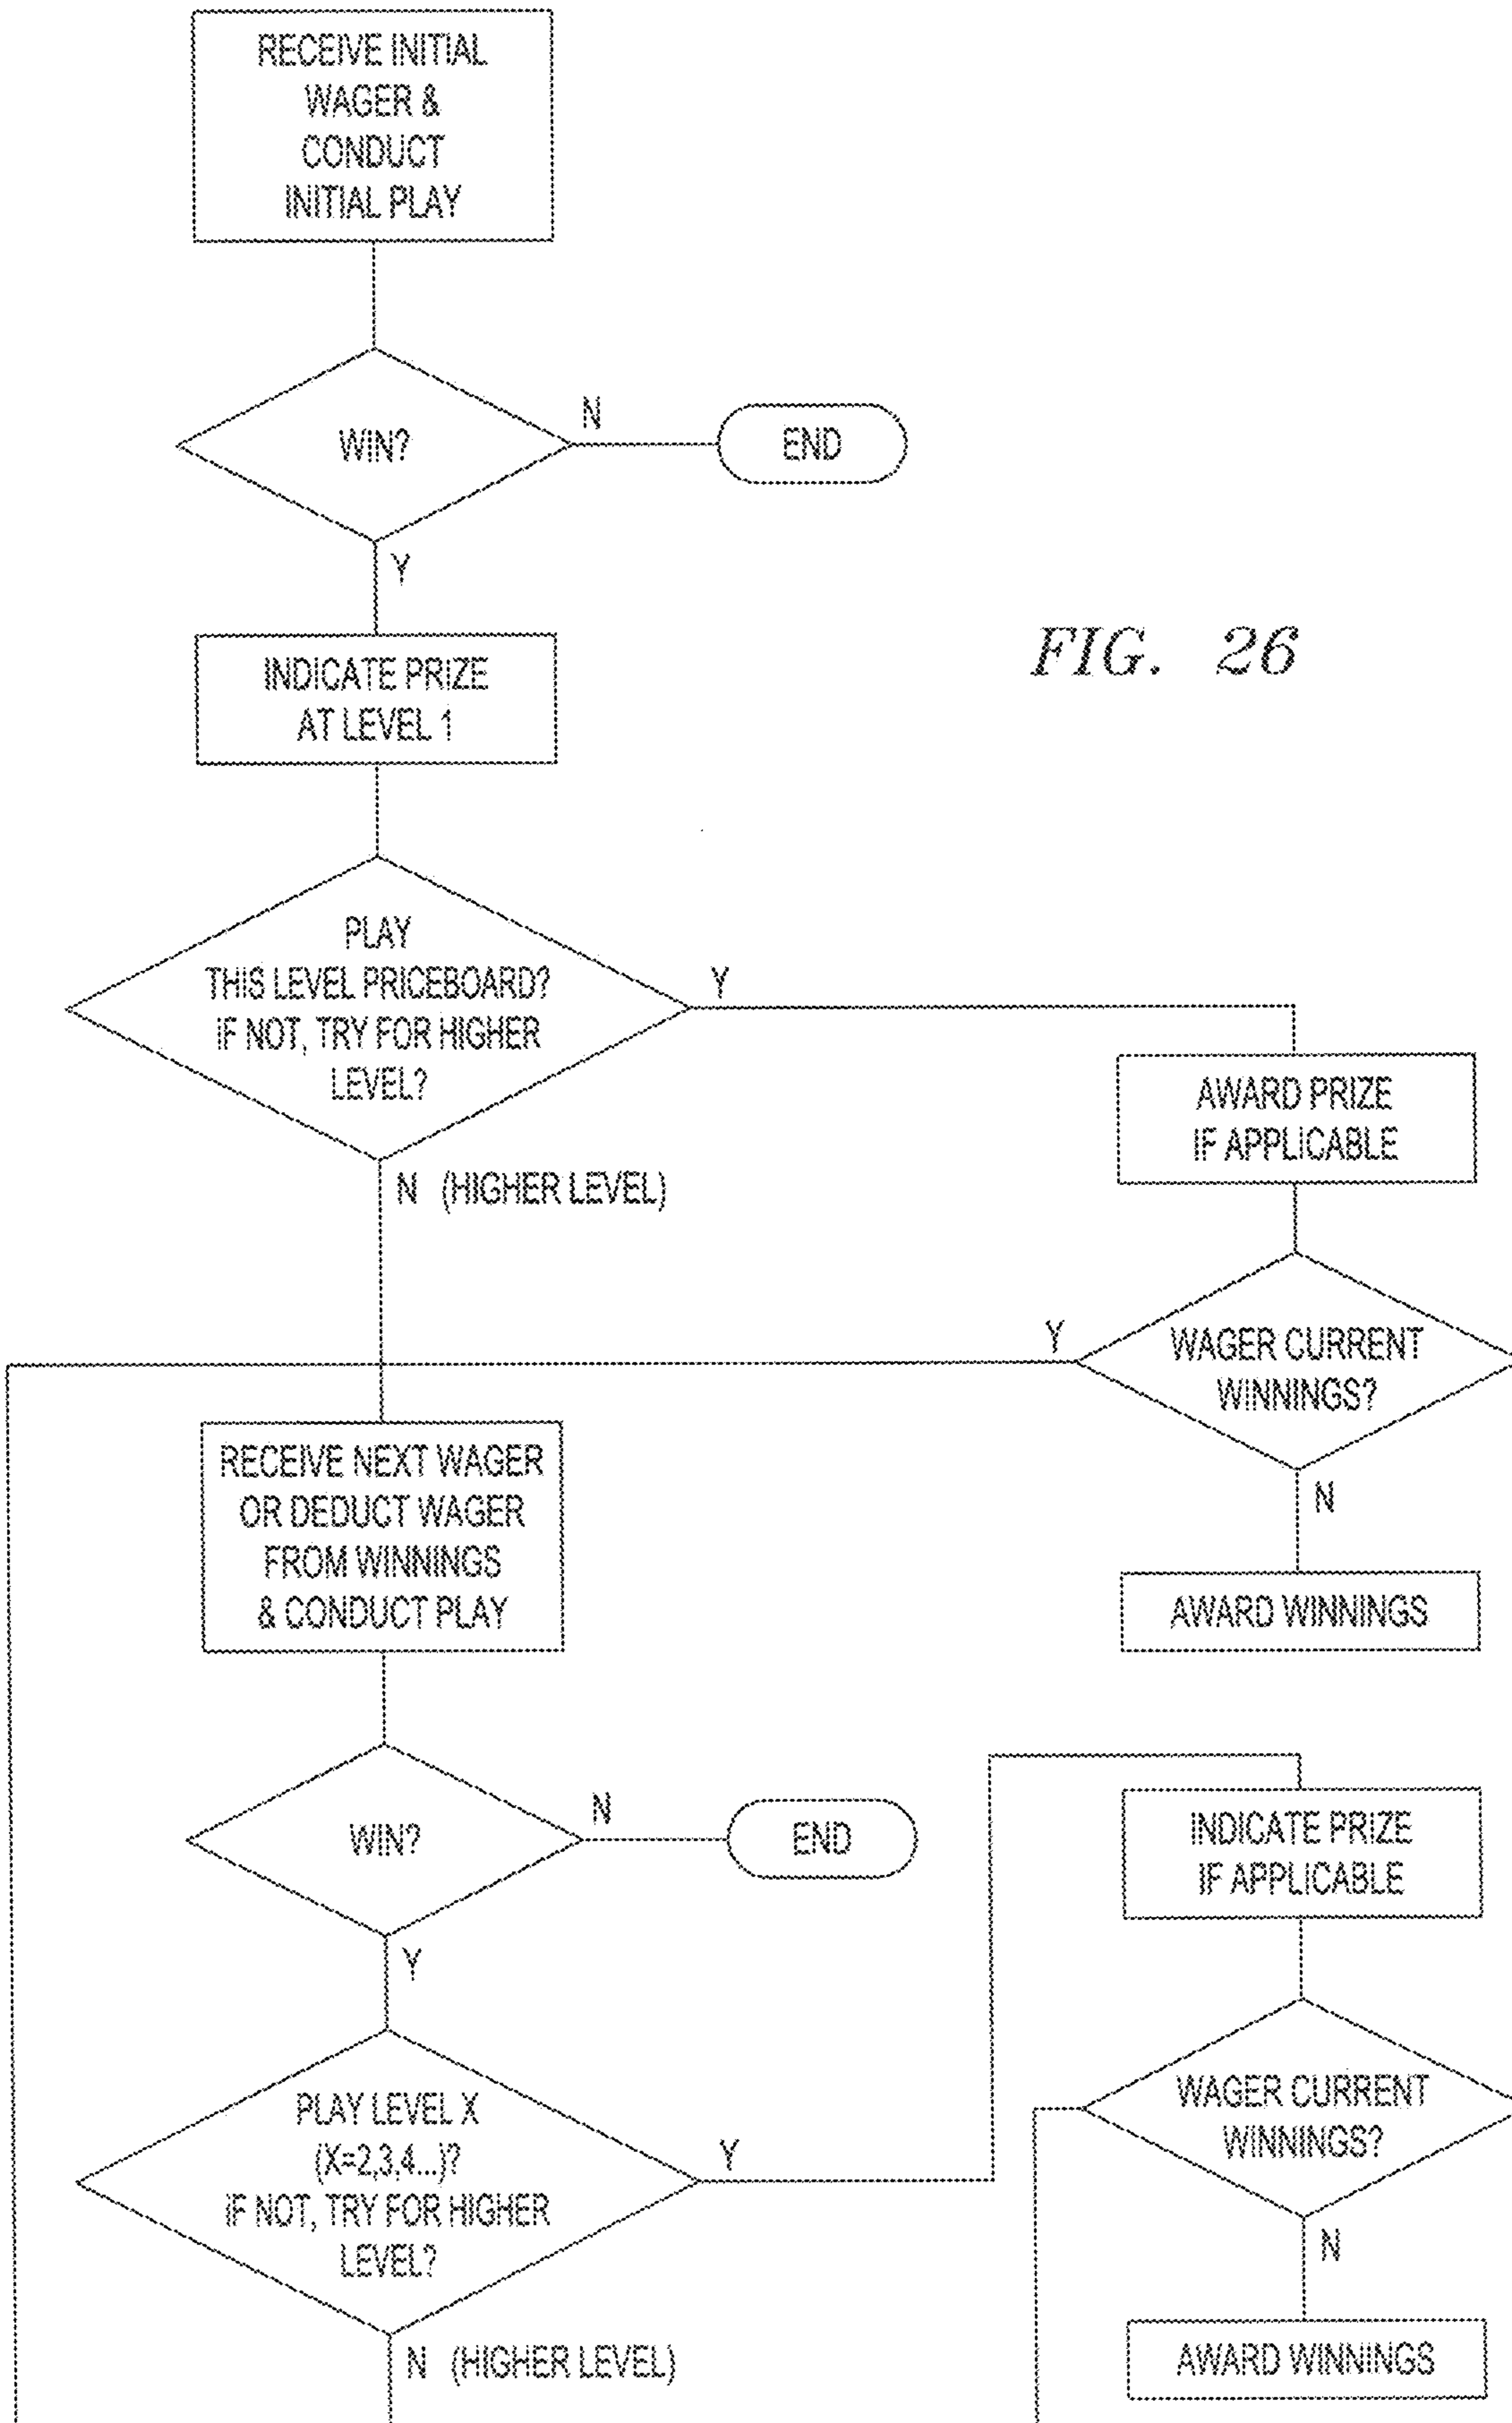 RECEIVE INITIAL
WAGER &
CONDUCT
INITIAL PLAY
WIN?
N
END
Y
INDICATE PRIZE
AT LEVEL 1
FIG. 26
PLAY
THIS LEVEL PRICEBOARD?
IF NOT, TRY FOR HIGHER
LEVEL?
Y
N (HIGHER LEVEL)
AWARD PRIZE
IF APPLICABLE
WAGER CURRENT
WINNINGS?
Y
N
AWARD WINNINGS
RECEIVE NEXT WAGER
OR DEDUCT WAGER
FROM WINNINGS
& CONDUCT PLAY
WIN?
N
END
Y
PLAY LEVEL X
(X=2,3,4...)?
IF NOT, TRY FOR HIGHER
LEVEL?
Y
N (HIGHER LEVEL)
INDICATE PRIZE
IF APPLICABLE
WAGER CURRENT
WINNINGS?
N
AWARD WINNINGS